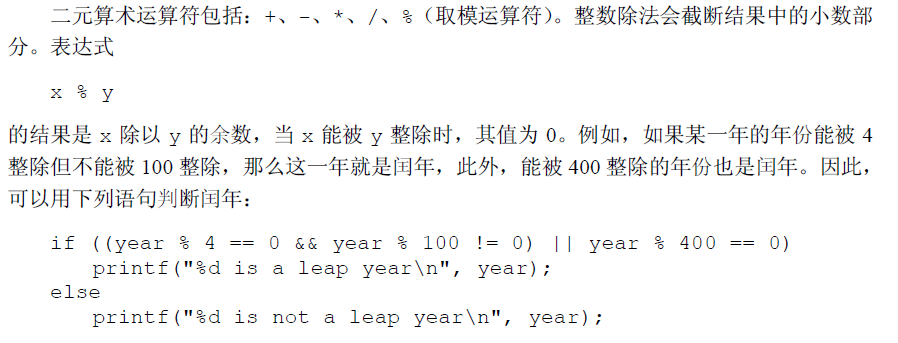 二元算术运算符包括：+、-、*、/、%（取模运算符）。整数除法会截断结果中的小数部
分。表达式
x % y
的结果是 x 除以 y 的余数，当 x 能被 y 整除时，其值为 0。例如，如果某一年的年份能被 4
整除但不能被 100 整除，那么这一年就是闰年，此外，能被 400 整除的年份也是闰年。因此，
可以用下列语句判断闰年：
if ((year % 4 == 0 && year % 100 != 0) || year % 400 == 0)
printf("%d is a leap year\n", year);
else
printf("%d is not a leap year\n", year);